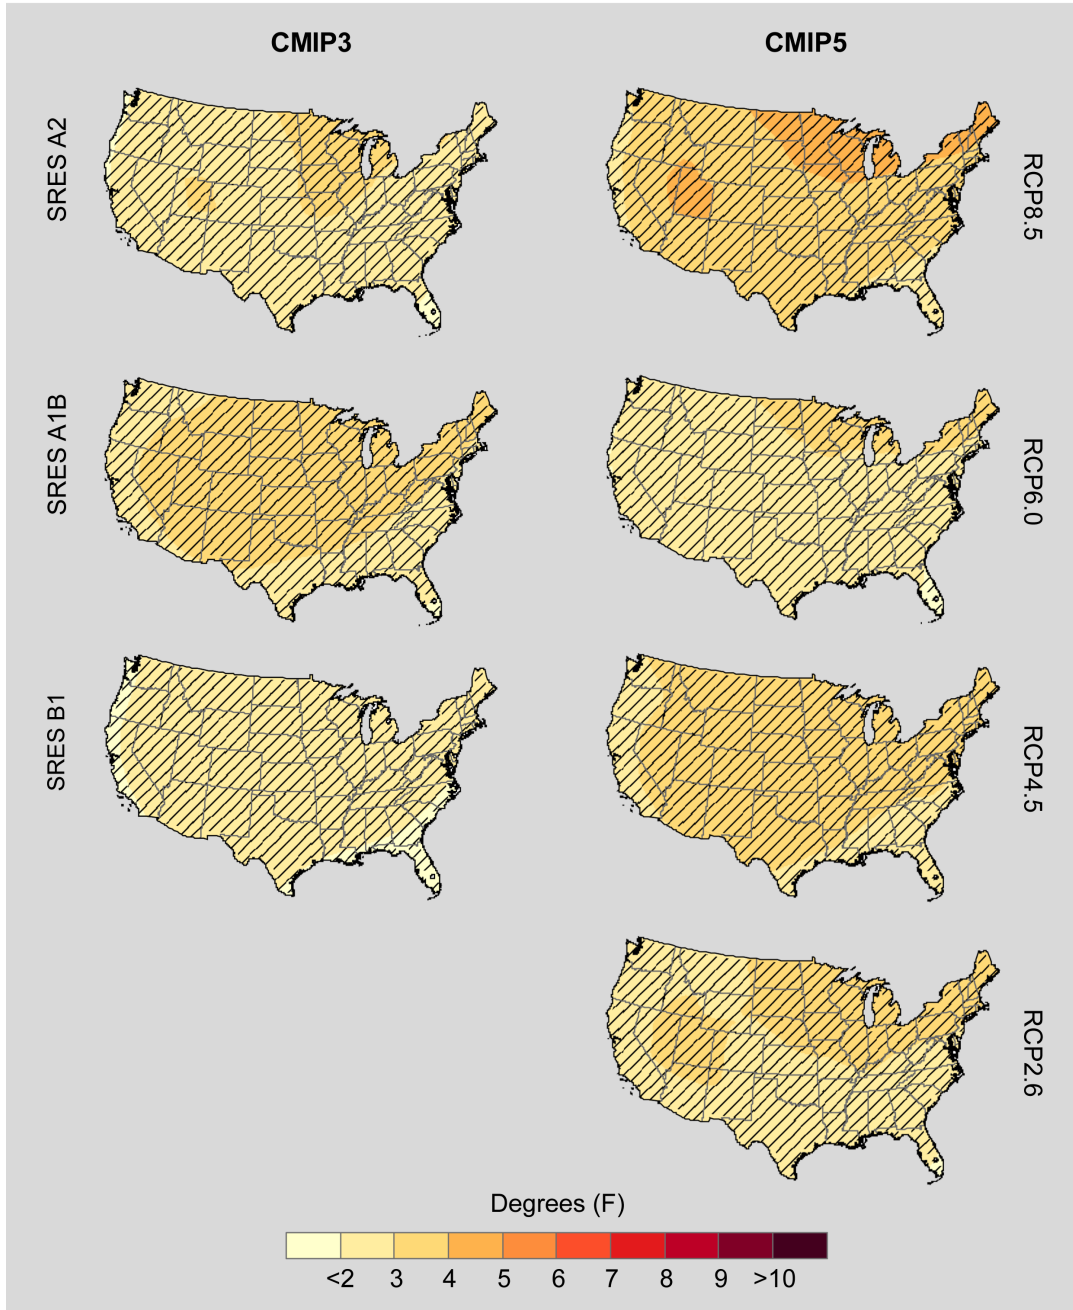 CMIP3
CMIP5
SRES A2
RCP8.5
SRES A1B
RCP6.0
SRES B1
RCP4.5
RCP2.6
Degrees (F)
<2 3 4 5 6 7 8 9 >10